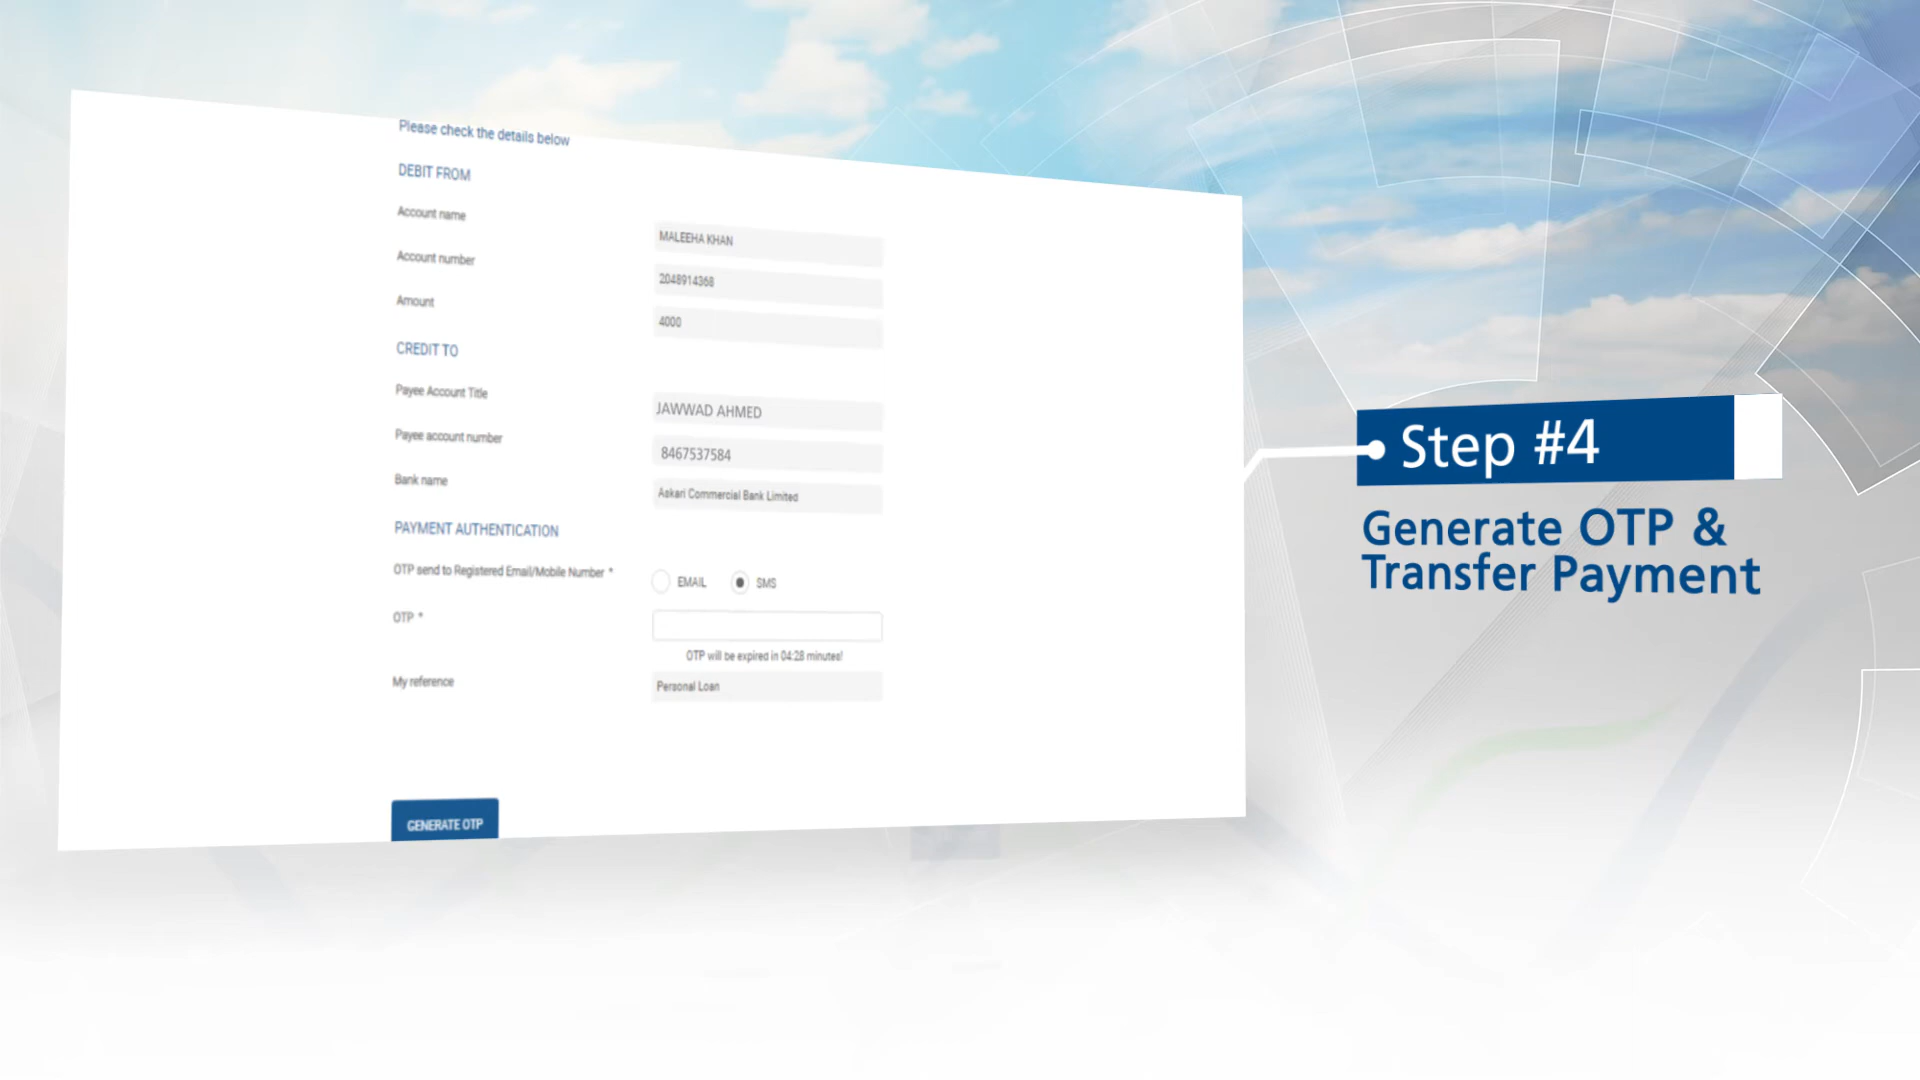 Please check the details below
DEBIT FROM
Account name
MALEEHA KHAN
Account number
2048914368
Amount
4000
CREDIT TO
Payee Account Title
JAWWAD AHMED
Payee account number
8467537584
Bank name
Askari Commercial Bank Limited
PAYMENT AUTHENTICATION
OTP send to Registered Email/Mobile Number *
EMAIL SMS
OTP *
OTP will be expired in 04:28 minutes!
My reference
Personal Loan
GENERATE OTP
Step #4
Generate OTP &
Transfer Payment